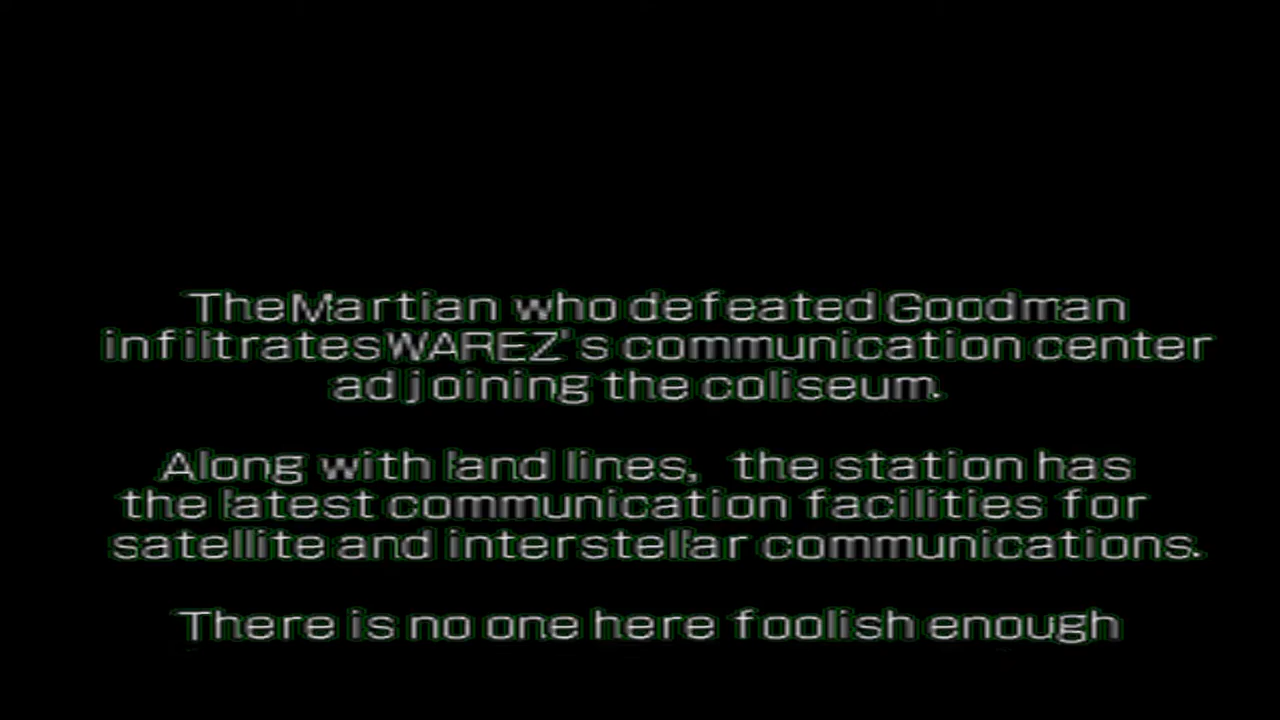 The Martian who defeated Goodman
infiltrates WAREZ's communication center
adjoining the coliseum.
Along with land lines, the station has
the latest communication facilities for
satellite and interstellar communications.
There is no one here foolish enough